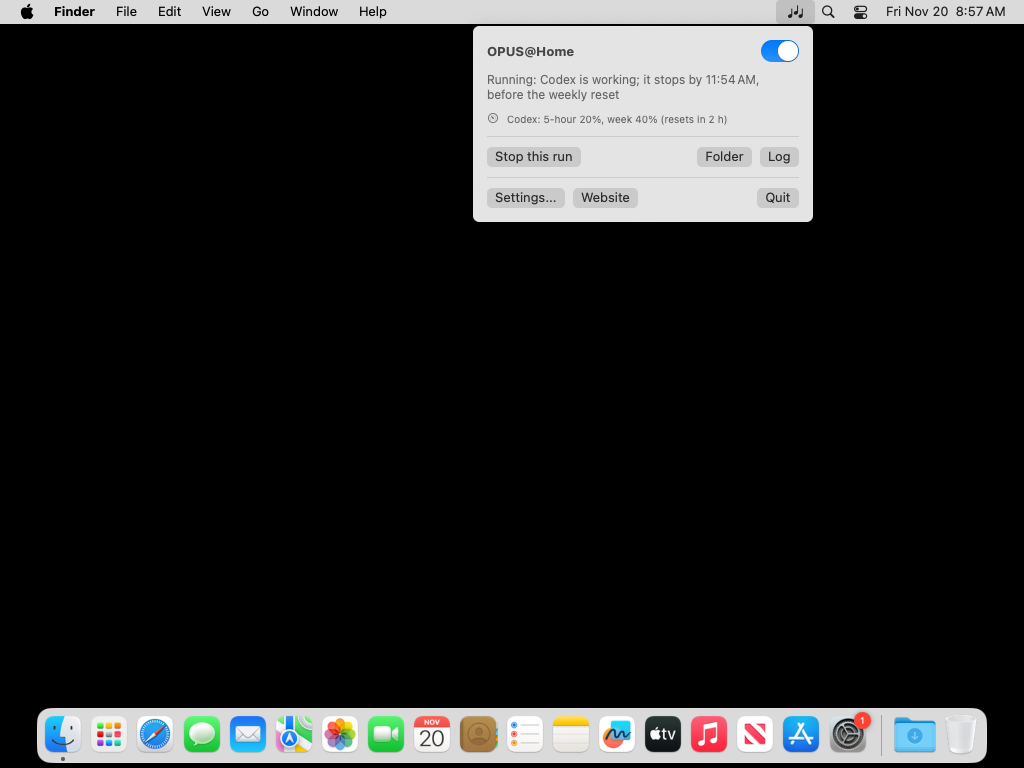 Finder File Edit View Go Window Help Fri Nov 20 8:57 AM
OPUS@Home
Running: Codex is working; it stops by 11:54 AM,
before the weekly reset
Codex: 5-hour 20%, week 40% (resets in 2 h)
Stop this run Folder Log
Settings... Website Quit
NOV
20
tv
1